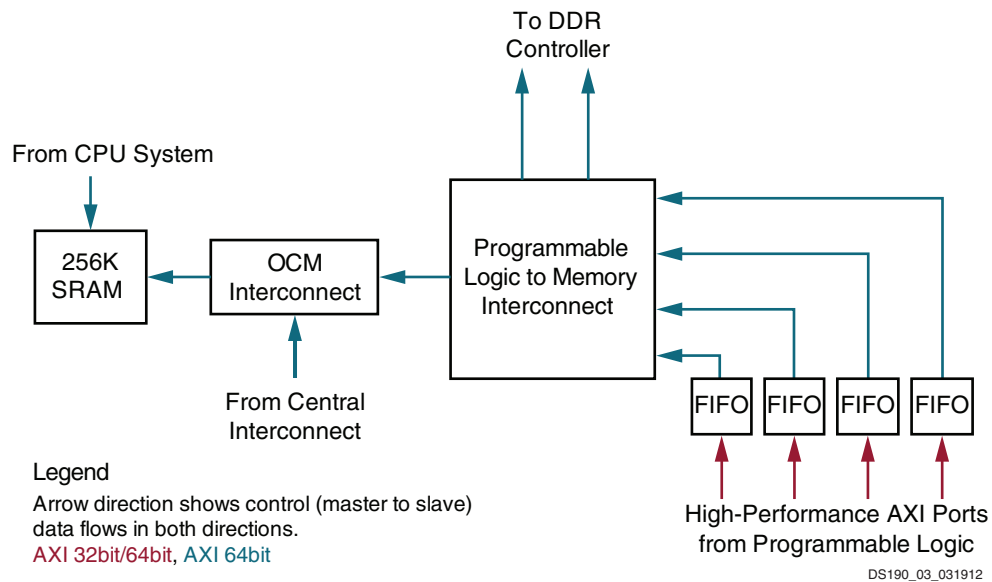 To DDR
Controller
From CPU System
256K
SRAM
OCM
Interconnect
Programmable
Logic to Memory
Interconnect
FIFO FIFO FIFO FIFO
From Central
Interconnect
High-Performance AXI Ports
from Programmable Logic
Legend
Arrow direction shows control (master to slave)
data flows in both directions.
AXI 32bit/64bit, AXI 64bit
DS190_03_031912